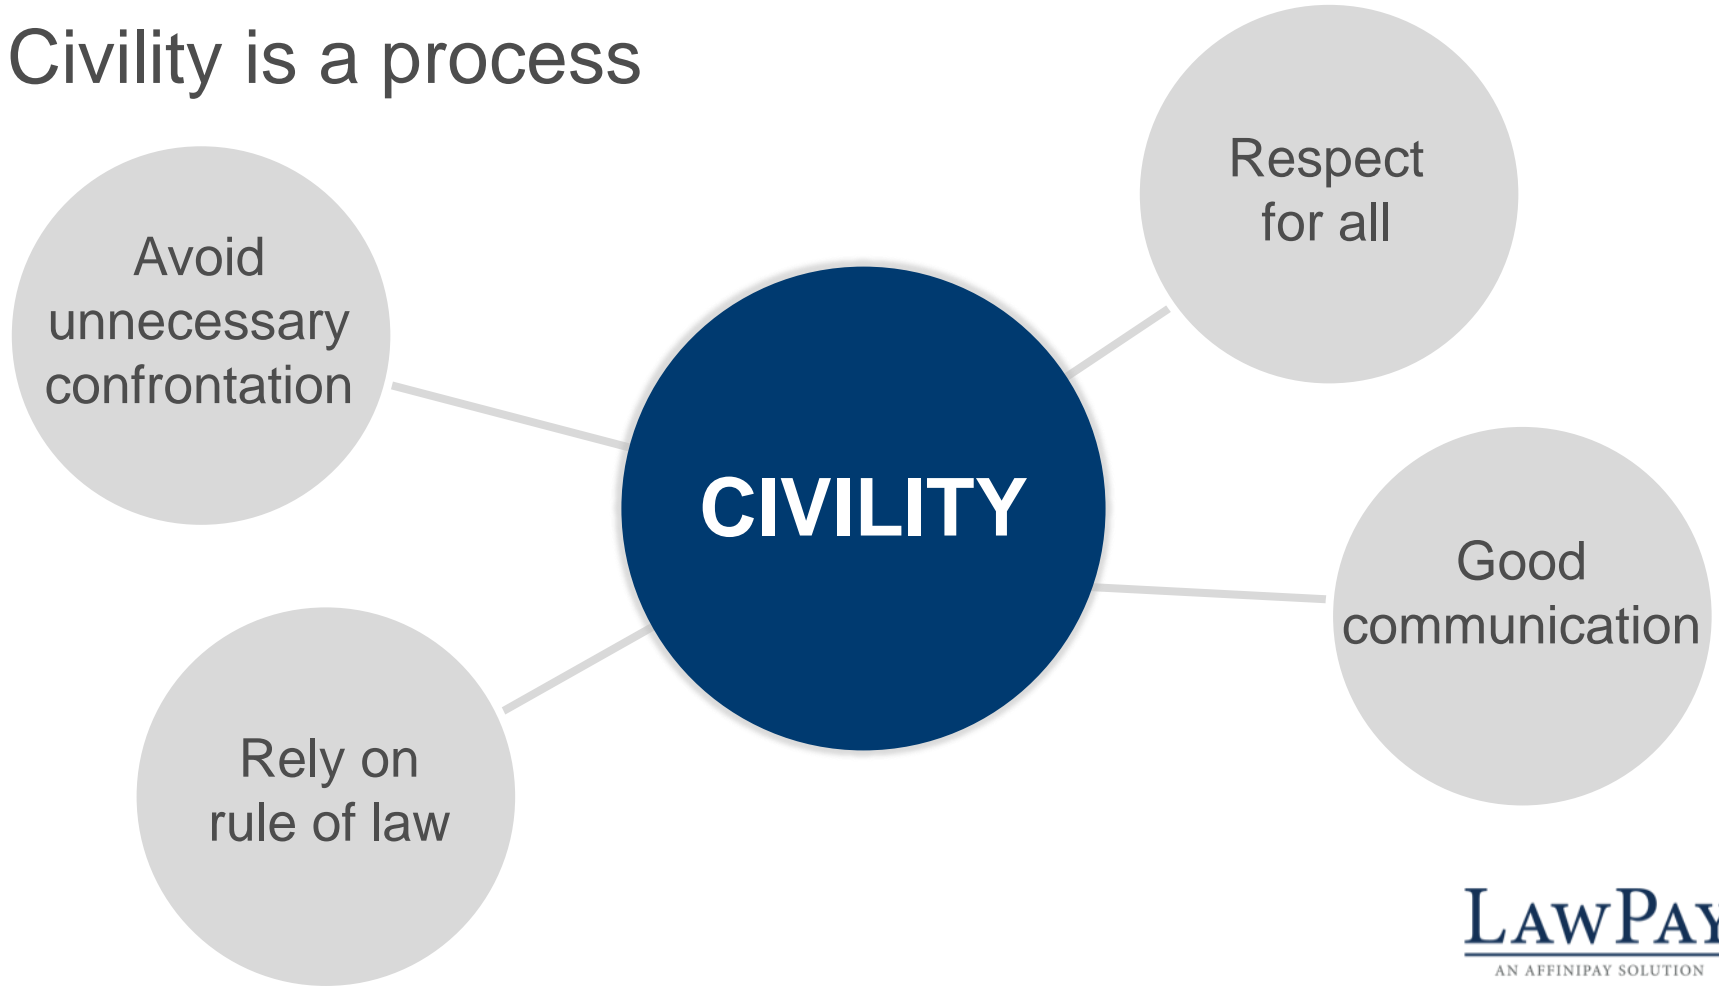 Civility is a process
Respect
for all
Avoid
unnecessary
confrontation
CIVILITY
Good
communication
Rely on
rule of law
LAWPAY
AN AFFINIPAY SOLUTION